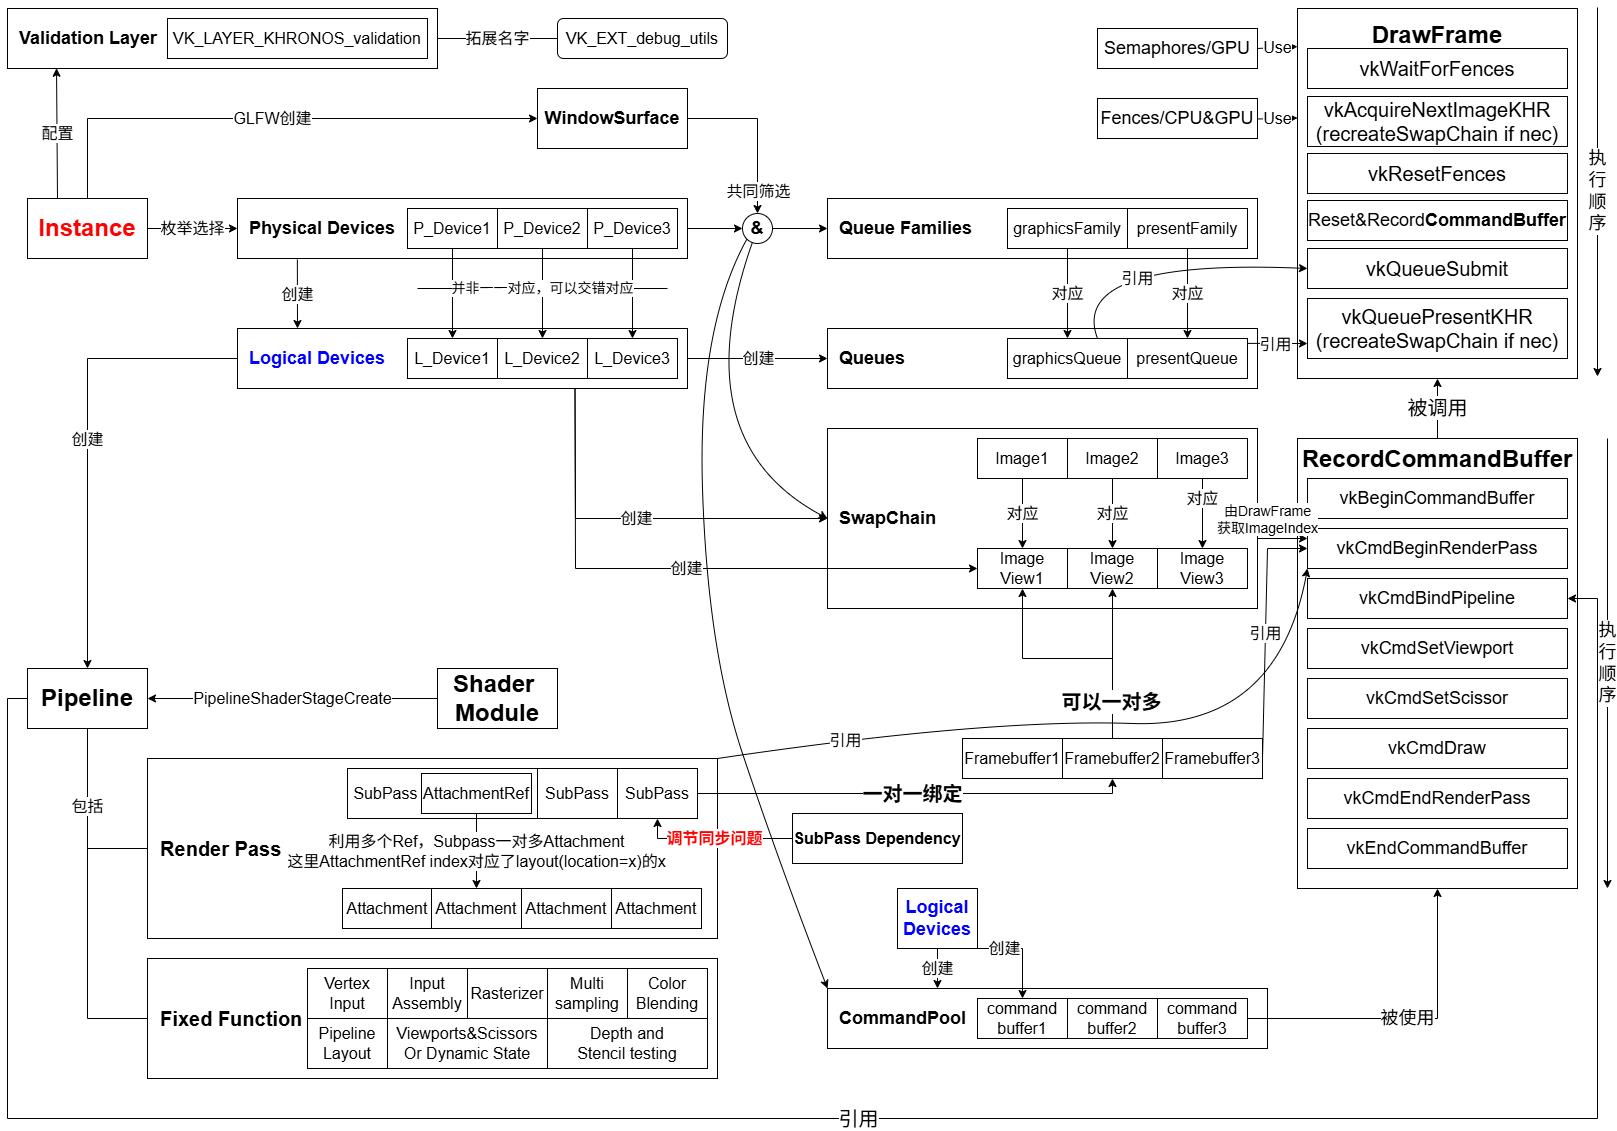 Validation Layer
VK_LAYER_KHRONOS_validation
拓展名字
VK_EXT_debug_utils
配置
GLFW创建
WindowSurface
共同筛选
Instance
枚举选择
Physical Devices
P_Device1
P_Device2
P_Device3
&
Queue Families
graphicsFamily
presentFamily
创建
并非一一对应，可以交错对应
对应
对应
引用
Logical Devices
L_Device1
L_Device2
L_Device3
创建
Queues
graphicsQueue
presentQueue
引用
Semaphores/GPU
Use
Fences/CPU&GPU
Use
DrawFrame
vkWaitForFences
vkAcquireNextImageKHR
(recreateSwapChain if nec)
vkResetFences
Reset&RecordCommandBuffer
vkQueueSubmit
vkQueuePresentKHR
(recreateSwapChain if nec)
执
行
顺
序
被调用
创建
SwapChain
Image1
Image2
Image3
对应
对应
对应
Image
View1
Image
View2
Image
View3
创建
创建
由DrawFrame
获取ImageIndex
引用
RecordCommandBuffer
vkBeginCommandBuffer
vkCmdBeginRenderPass
vkCmdBindPipeline
vkCmdSetViewport
vkCmdSetScissor
vkCmdDraw
vkCmdEndRenderPass
vkEndCommandBuffer
执
行
顺
序
Pipeline
PipelineShaderStageCreate
Shader
Module
可以一对多
引用
Framebuffer1
Framebuffer2
Framebuffer3
包括
Render Pass
SubPass
AttachmentRef
SubPass
SubPass
一对一绑定
利用多个Ref，Subpass一对多Attachment
这里AttachmentRef index对应了layout(location=x)的x
调节同步问题
SubPass Dependency
Attachment
Attachment
Attachment
Attachment
Logical
Devices
创建
创建
Fixed Function
Vertex
Input
Input
Assembly
Rasterizer
Multi
sampling
Color
Blending
Pipeline
Layout
Viewports&Scissors
Or Dynamic State
Depth and
Stencil testing
CommandPool
command
buffer1
command
buffer2
command
buffer3
被使用
引用